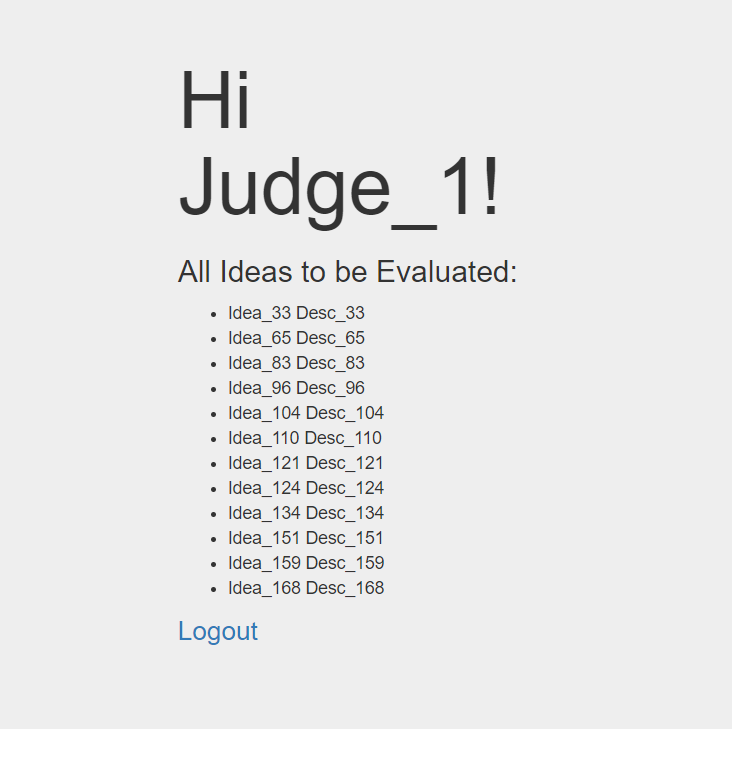 Hi
Judge_1!
All Ideas to be Evaluated:
Idea_33 Desc_33
Idea_65 Desc_65
Idea_83 Desc_83
Idea_96 Desc_96
Idea_104 Desc_104
Idea_110 Desc_110
Idea_121 Desc_121
Idea_124 Desc_124
Idea_134 Desc_134
Idea_151 Desc_151
Idea_159 Desc_159
Idea_168 Desc_168
Logout